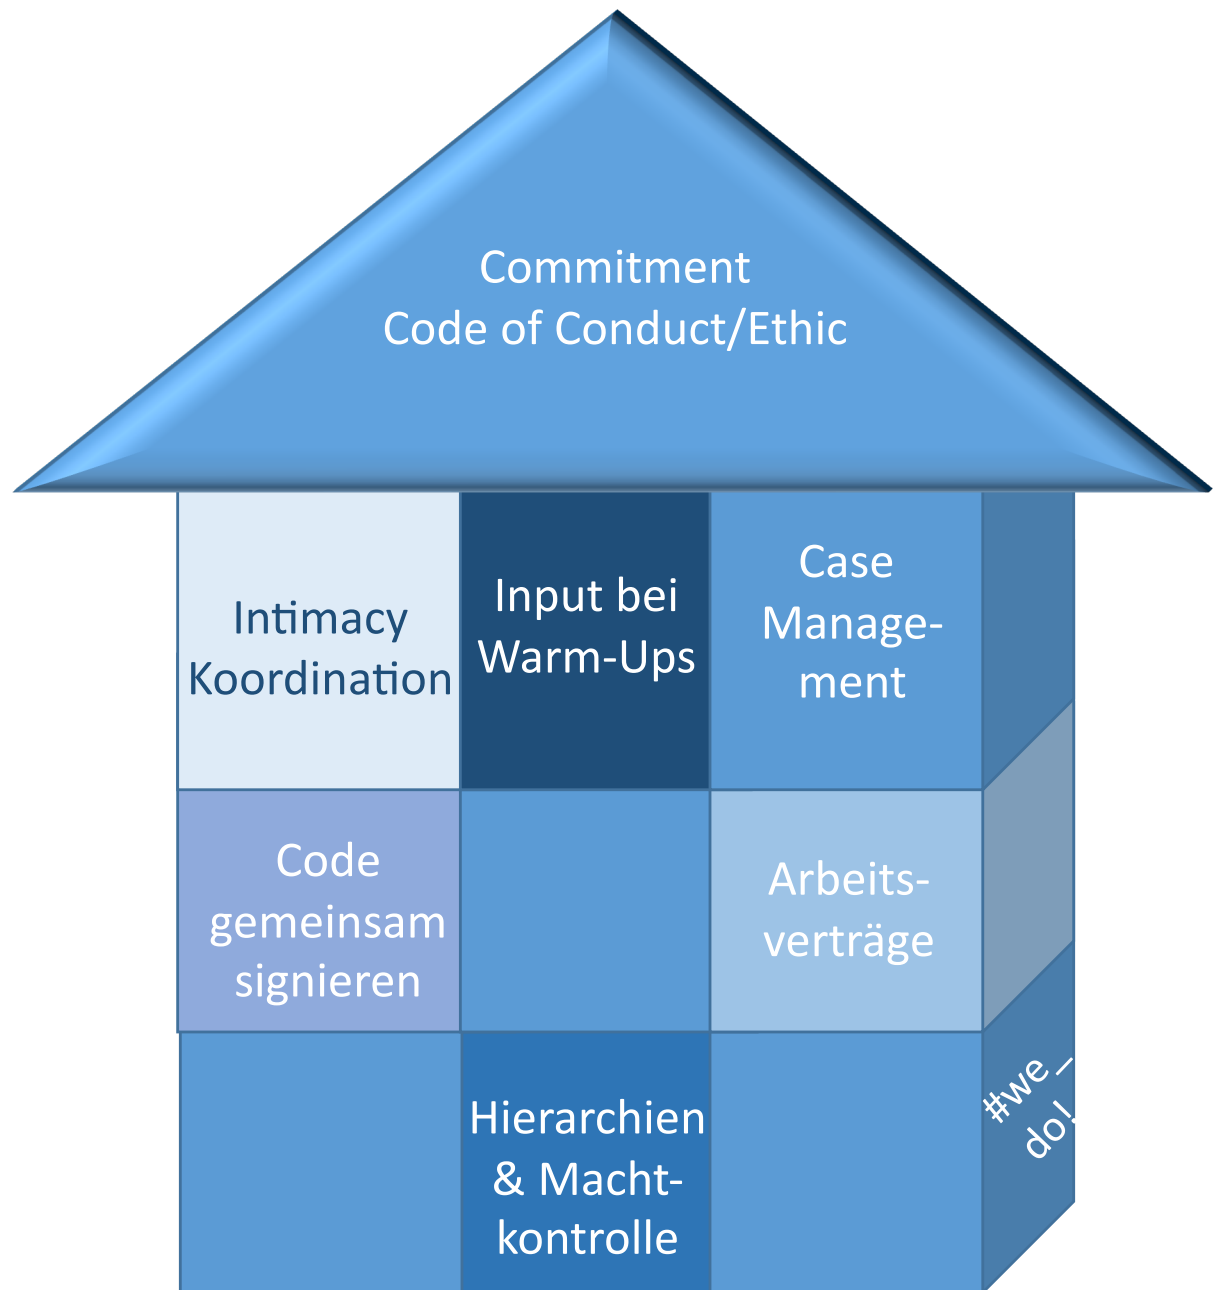 Commitment
Code of Conduct/Ethic
Intimacy
Koordination
Input bei
Warm-Ups
Case
Manage-
ment
Code
gemeinsam
signieren
Arbeits-
verträge
Hierarchien
& Macht-
kontrolle
#we_
do!